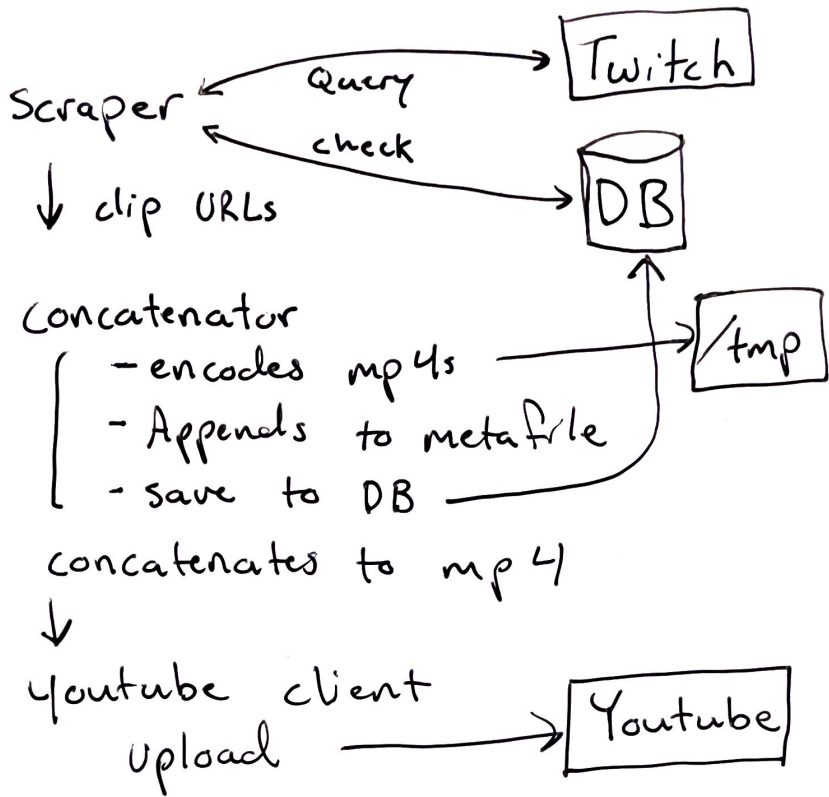 Twitch
Query
Scraper
check
DB
clip URLs
Concatenator
- encodes mp4s
/tmp
- Appends to metafile
- save to DB
concatenates to mp4
Youtube client
Youtube
upload